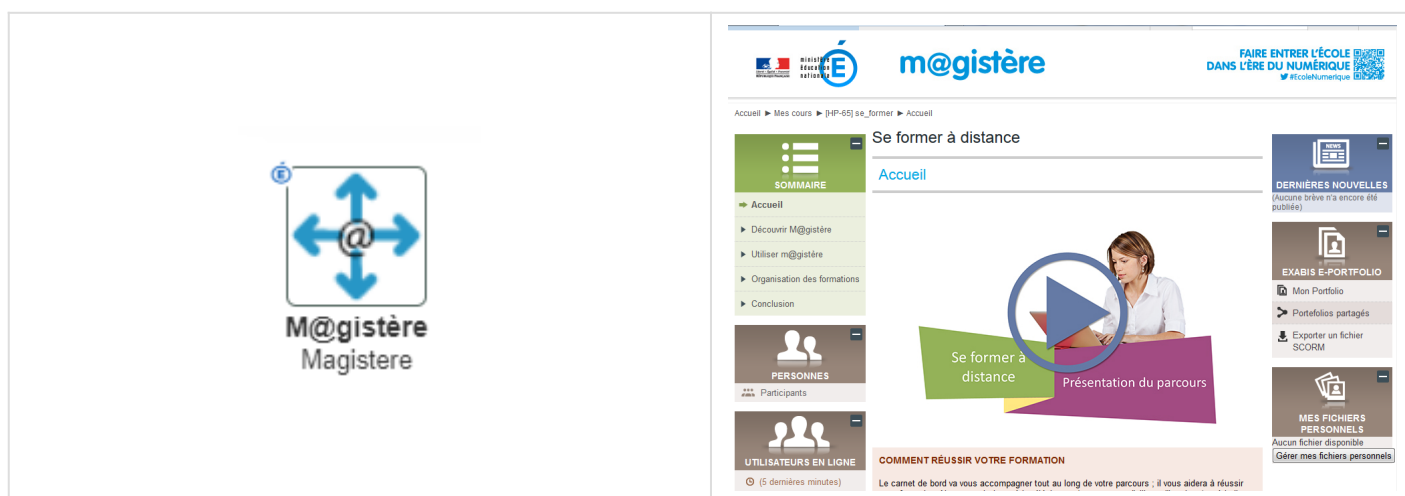 É
@
M@gistère
Magistere
ministère
éducation
nationale
É
m@gistère
FAIRE ENTRER L'ÉCOLE
DANS L'ÈRE DU NUMÉRIQUE
#EcoleNumerique
Accueil ► Mes cours ► [HP-65] se_former ► Accueil
SOMMAIRE
Accueil
Découvrir M@gistère
Utiliser m@gistère
Organisation des formations
Conclusion
PERSONNES
Participants
UTILISATEURS EN LIGNE
(5 dernières minutes)
Se former à distance
Accueil
Se former à
distance
Présentation du parcours
COMMENT RÉUSSIR VOTRE FORMATION
Le carnet de bord va vous accompagner tout au long de votre parcours ; il vous aidera à réussir
NEWS
DERNIÈRES NOUVELLES
(Aucune brève n'a encore été
publiée)
EXABIS E-PORTFOLIO
Mon Portfolio
Portefolios partagés
Exporter un fichier
SCORM
MES FICHIERS
PERSONNELS
Aucun fichier disponible
Gérer mes fichiers personnels